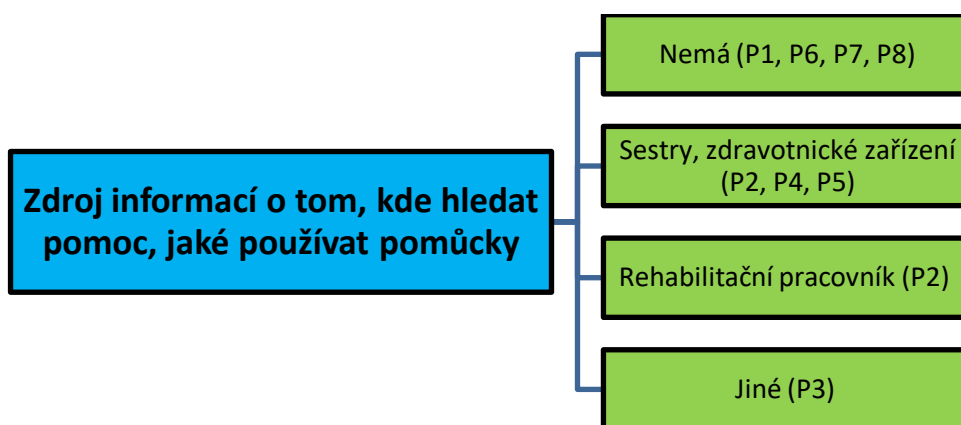 Nemá (P1, P6, P7, P8)
Sestry, zdravotnické zařízení
(P2, P4, P5)
Zdroj informací o tom, kde hledat
pomoc, jaké používat pomůcky
Rehabilitační pracovník (P2)
Jiné (P3)